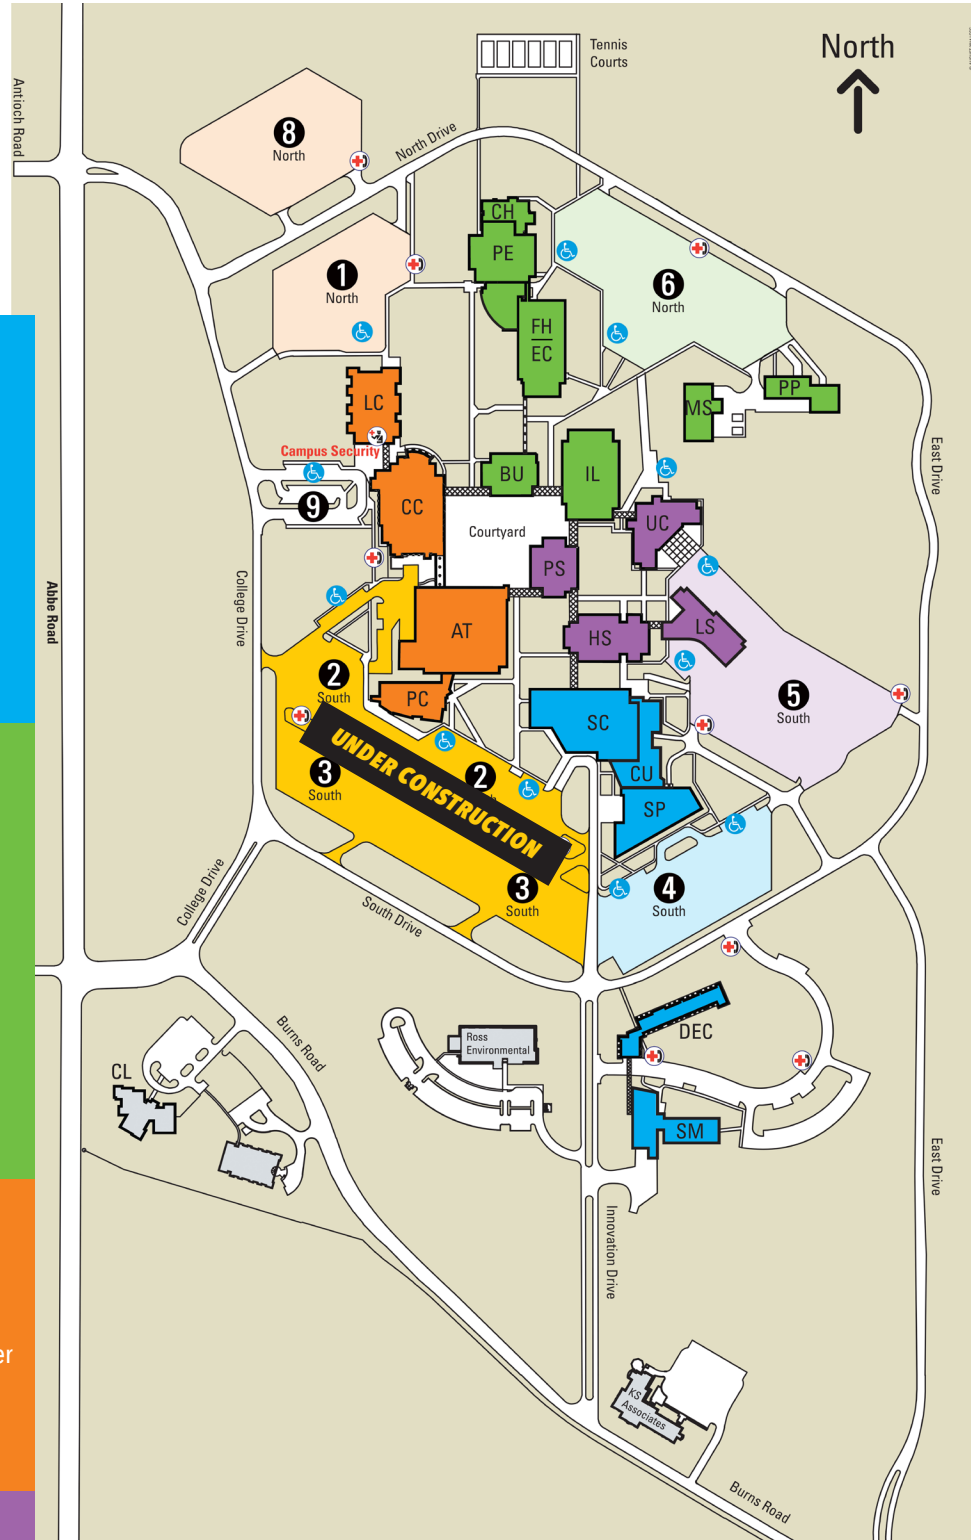 North
Tennis
Courts
Antioch Road
North Drive
8
North
CH
PE
1
North
6
North
FH
EC
LC
MS
PP
Campus Security
East Drive
BU
IL
9
CC
Courtyard
UC
PS
Abbe Road
College Drive
AT
HS
LS
2
South
PC
5
South
SC
UNDER CONSTRUCTION
3
South
2
CU
SP
3
South
4
South
College Drive
South Drive
DEC
Ross
Environmental
Burns Road
CL
SM
East Drive
Innovation Drive
er
KS
Associates
Burns Road